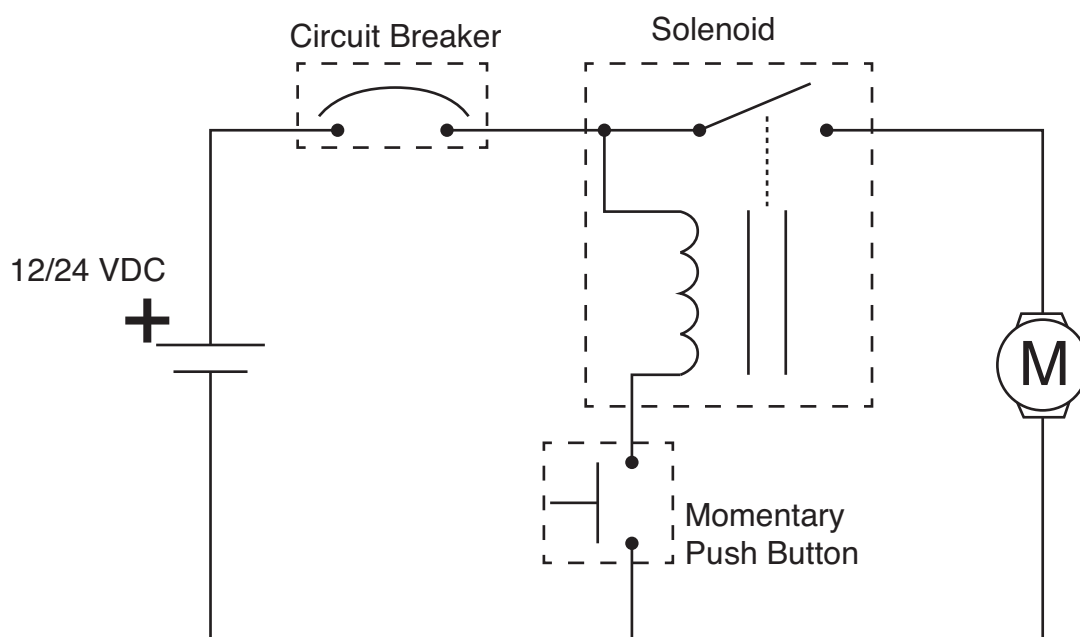 Circuit Breaker
Solenoid
12/24 VDC
+
M
Momentary
Push Button